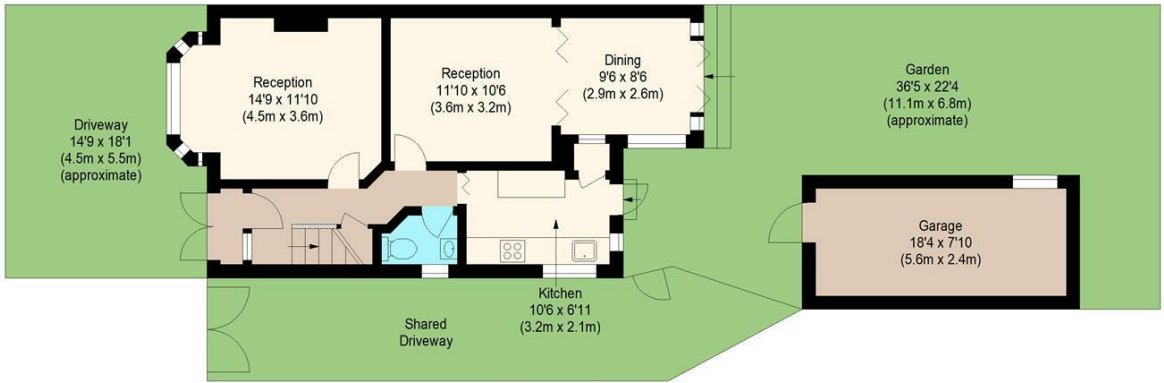 Driveway
14'9 x 18'1
(4.5m x 5.5m)
(approximate)
Reception
14'9 x 11'10
(4.5m x 3.6m)
Reception
11'10 x 10'6
(3.6m x 3.2m)
Dining
9'6 x 8'6
(2.9m x 2.6m)
Garden
36'5 x 22'4
(11.1m x 6.8m)
(approximate)
Garage
18'4 x 7'10
(5.6m x 2.4m)
Kitchen
10'6 x 6'11
(3.2m x 2.1m)
Shared
Driveway